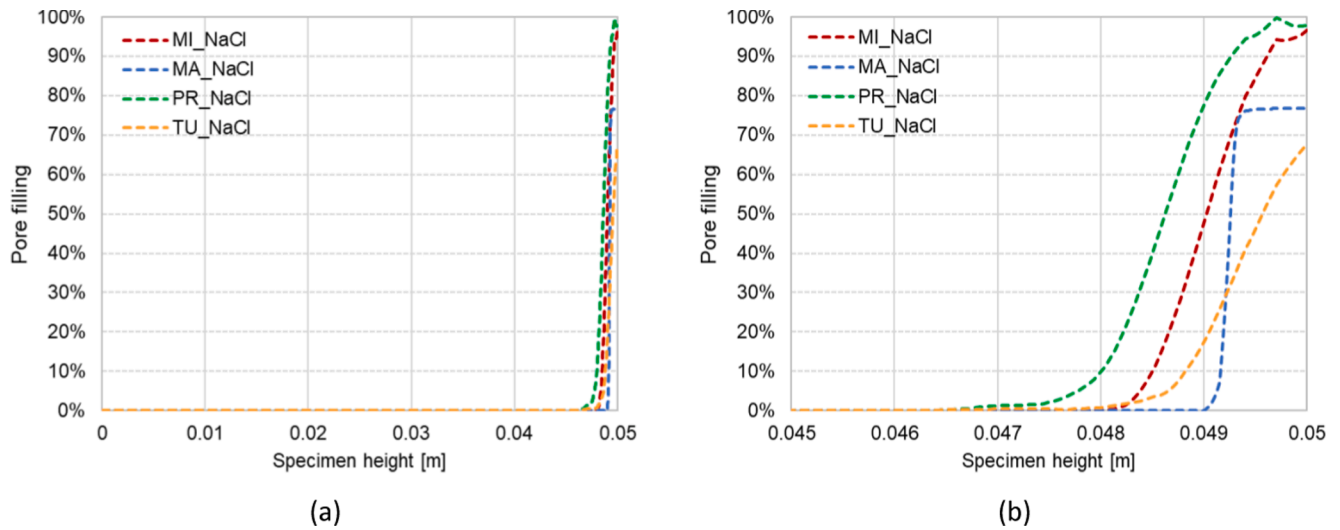 100%
90%
80%
70%
60%
50%
40%
30%
20%
10%
0%
Pore filling
MI_NaCl
MA_NaCl
PR_NaCl
TU_NaCl
0 0.01 0.02 0.03 0.04 0.05
Specimen height [m]
(a)
100%
90%
80%
70%
60%
50%
40%
30%
20%
10%
0%
Pore filling
MI_NaCl
MA_NaCl
PR_NaCl
TU_NaCl
0.045 0.046 0.047 0.048 0.049 0.05
Specimen height [m]
(b)